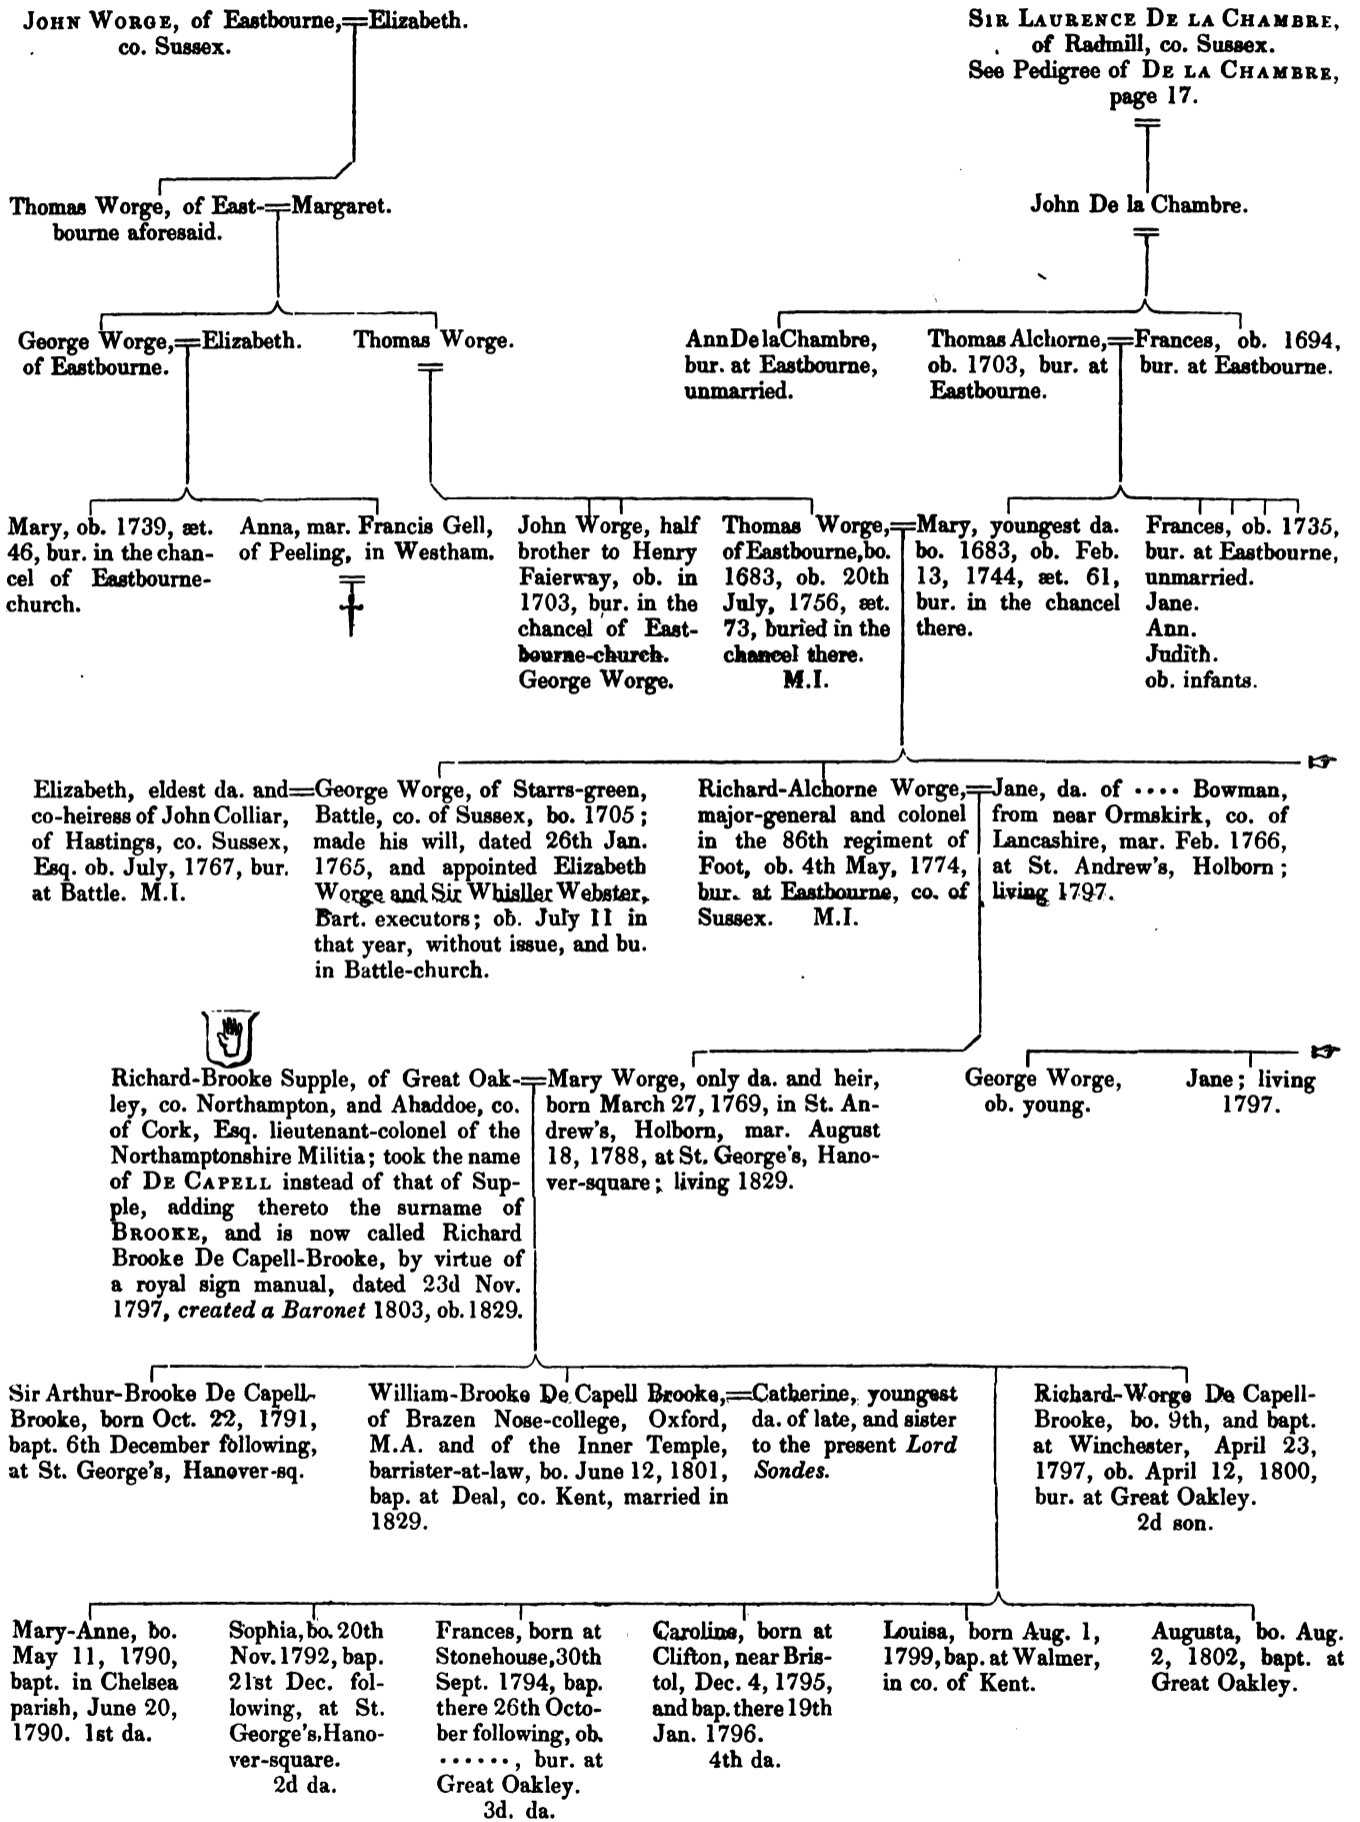 JOHN WORGE, of Eastbourne,=Elizabeth.
co. Sussex.
SIR LAURENCE DE LA CHAMBRE,
of Radmill, co. Sussex.
See Pedigree of DE LA CHAMBRE,
page 17.
Thomas Worge, of East-=Margaret.
bourne aforesaid.
John De la Chambre.
George Worge,=Elizabeth.
of Eastbourne.
Thomas Worge.
Ann De la Chambre,
bur. at Eastbourne,
unmarried.
Thomas Alchorne,=
ob. 1703, bur. at
Eastbourne.
Frances, ob. 1694,
bur. at Eastbourne.
Mary, ob. 1739, æt.
46, bur. in the chan-
cel of Eastbourne-
church.
Anna, mar. Francis Gell,
of Peeling, in Westham.
John Worge, half
brother to Henry
Faierway, ob. in
1703, bur. in the
chancel of East-
bourne-church.
George Worge.
Thomas Worge,=
of Eastbourne, bo.
1683, ob. 20th
July, 1756, æt.
73, buried in the
chancel there.
M.I.
Mary, youngest da.
bo. 1683, ob. Feb.
13, 1744, æt. 61,
bur. in the chancel
there.
Frances, ob. 1735,
bur. at Eastbourne,
unmarried.
Jane.
Ann.
Judith.
ob. infants.
Elizabeth, eldest da. and=
co-heiress of John Colliar,
of Hastings, co. Sussex,
Esq. ob. July, 1767, bur.
at Battle. M.I.
George Worge, of Starrs-green,
Battle, co. of Sussex, bo. 1705;
made his will, dated 26th Jan.
1765, and appointed Elizabeth
Worge and Sir Whisller Webster,
Bart. executors; ob. July 11 in
that year, without issue, and bu.
in Battle-church.
Richard-Alchorne Worge,=
major-general and colonel
in the 86th regiment of
Foot, ob. 4th May, 1774,
bur. at Eastbourne, co. of
Sussex. M.I.
Jane, da. of .... Bowman,
from near Ormskirk, co. of
Lancashire, mar. Feb. 1766,
at St. Andrew's, Holborn;
living 1797.
Richard-Brooke Supple, of Great Oak-=
ley, co. Northampton, and Ahaddoe, co.
of Cork, Esq. lieutenant-colonel of the
Northamptonshire Militia; took the name
of DE CAPELL instead of that of Sup-
ple, adding thereto the surname of
BROOKE, and is now called Richard
Brooke De Capell-Brooke, by virtue of
a royal sign manual, dated 23d Nov.
1797, created a Baronet 1803, ob. 1829.
Mary Worge, only da. and heir,
born March 27, 1769, in St. An-
drew's, Holborn, mar. August
18, 1788, at St. George's, Hano-
ver-square; living 1829.
George Worge,
ob. young.
Jane; living
1797.
Sir Arthur-Brooke De Capell-
Brooke, born Oct. 22, 1791,
bapt. 6th December following,
at St. George's, Hanover-sq.
William-Brooke De Capell Brooke,=
of Brazen Nose-college, Oxford,
M.A. and of the Inner Temple,
barrister-at-law, bo. June 12, 1801,
bap. at Deal, co. Kent, married in
1829.
Catherine, youngest
da. of late, and sister
to the present Lord
Sondes.
Richard-Worge De Capell-
Brooke, bo. 9th, and bapt.
at Winchester, April 23,
1797, ob. April 12, 1800,
bur. at Great Oakley.
2d son.
Mary-Anne, bo.
May 11, 1790,
bapt. in Chelsea
parish, June 20,
1790. 1st da.
Sophia, bo. 20th
Nov. 1792, bap.
21st Dec. fol-
lowing, at St.
George's, Hano-
ver-square.
2d da.
Frances, born at
Stonehouse, 30th
Sept. 1794, bap.
there 26th Octo-
ber following, ob.
......, bur. at
Great Oakley.
3d. da.
Caroline, born at
Clifton, near Bris-
tol, Dec. 4, 1795,
and bap. there 19th
Jan. 1796.
4th da.
Louisa, born Aug. 1,
1799, bap. at Walmer,
in co. of Kent.
Augusta, bo. Aug.
2, 1802, bapt. at
Great Oakley.